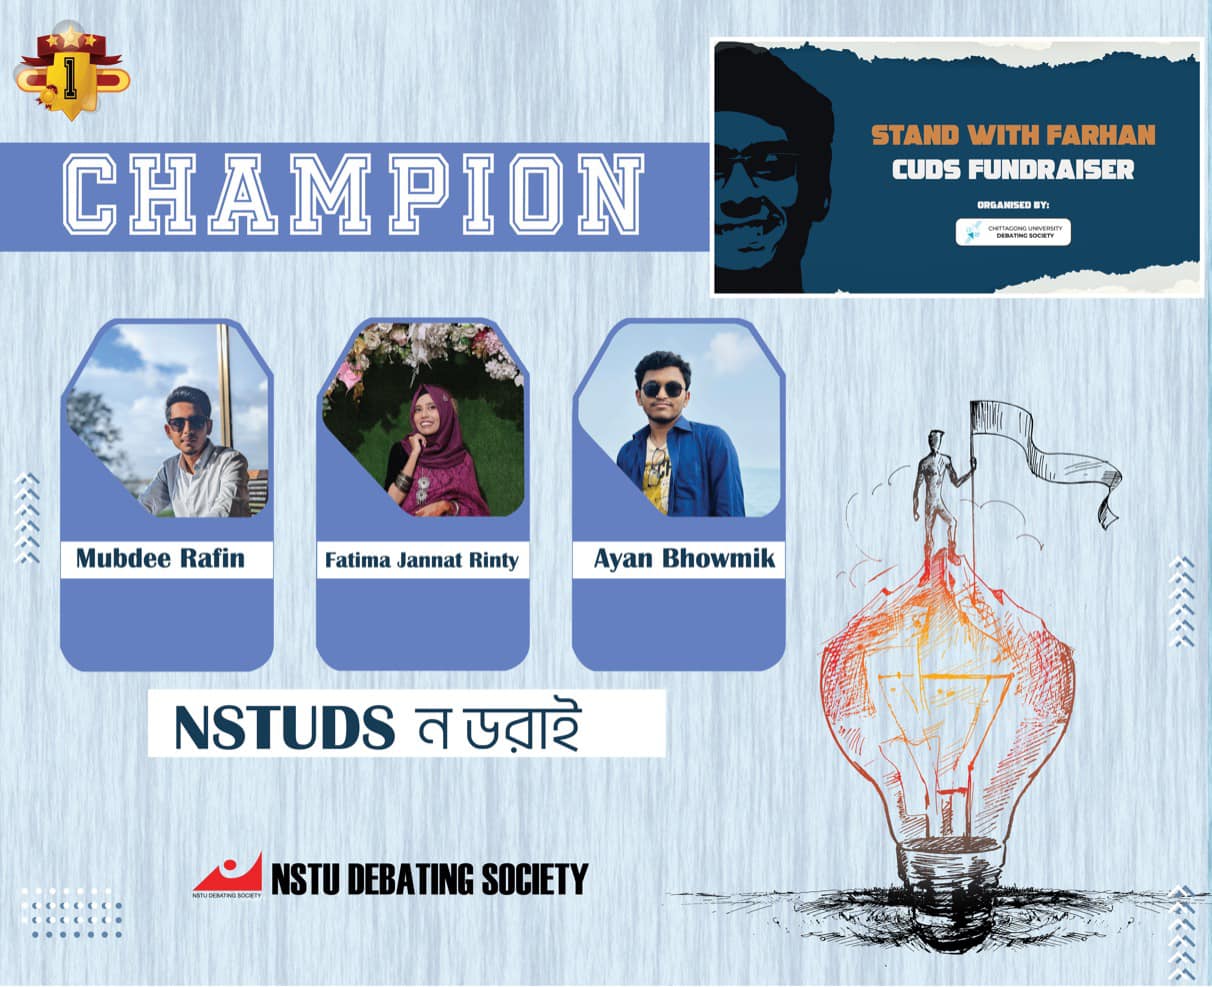 1
CHAMPION
STAND WITH FARHAN
CUDS FUNDRAISER
ORGANISED BY:
CHITTAGONG UNIVERSITY
DEBATING SOCIETY
Mubdee Rafin
Fatima Jannat Rinty
Ayan Bhowmik
NSTUDS ন ডরাই
NSTU DEBATING SOCIETY
NSTU DEBATING SOCIETY